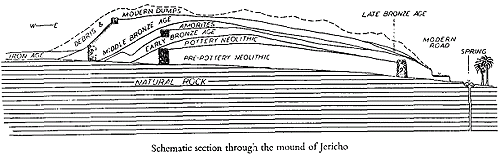 W E
DEBRIS &
MODERN DUMPS
MIDDLE BRONZE AGE
AMORITES
EARLY BRONZE AGE
POTTERY NEOLITHIC
PRE-POTTERY NEOLITHIC
IRON AGE
NATURAL ROCK
LATE BRONZE AGE
MODERN
ROAD
SPRING
Schematic section through the mound of Jericho